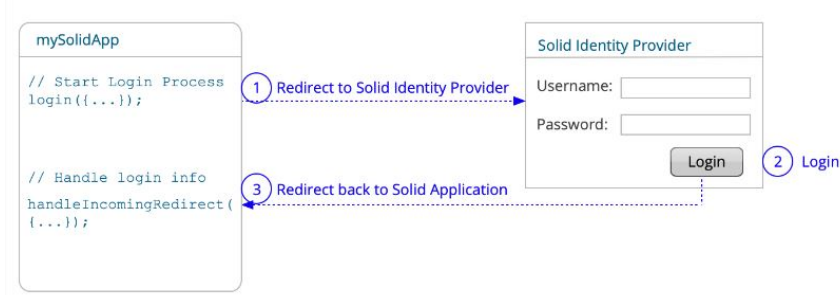 mySolidApp
// Start Login Process
login({...});
1 Redirect to Solid Identity Provider
Solid Identity Provider
Username:
Password:
Login
2 Login
// Handle login info
handleIncomingRedirect(
{...});
3 Redirect back to Solid Application